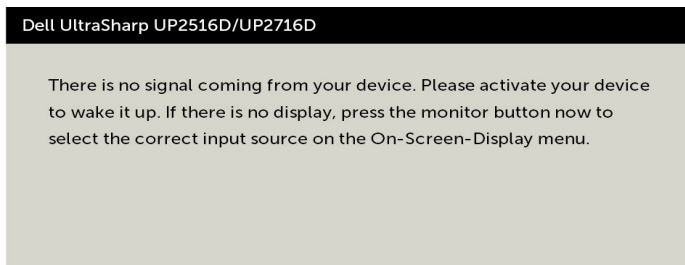 Dell UltraSharp UP2516D/UP2716D
There is no signal coming from your device. Please activate your device
to wake it up. If there is no display, press the monitor button now to
select the correct input source on the On-Screen-Display menu.